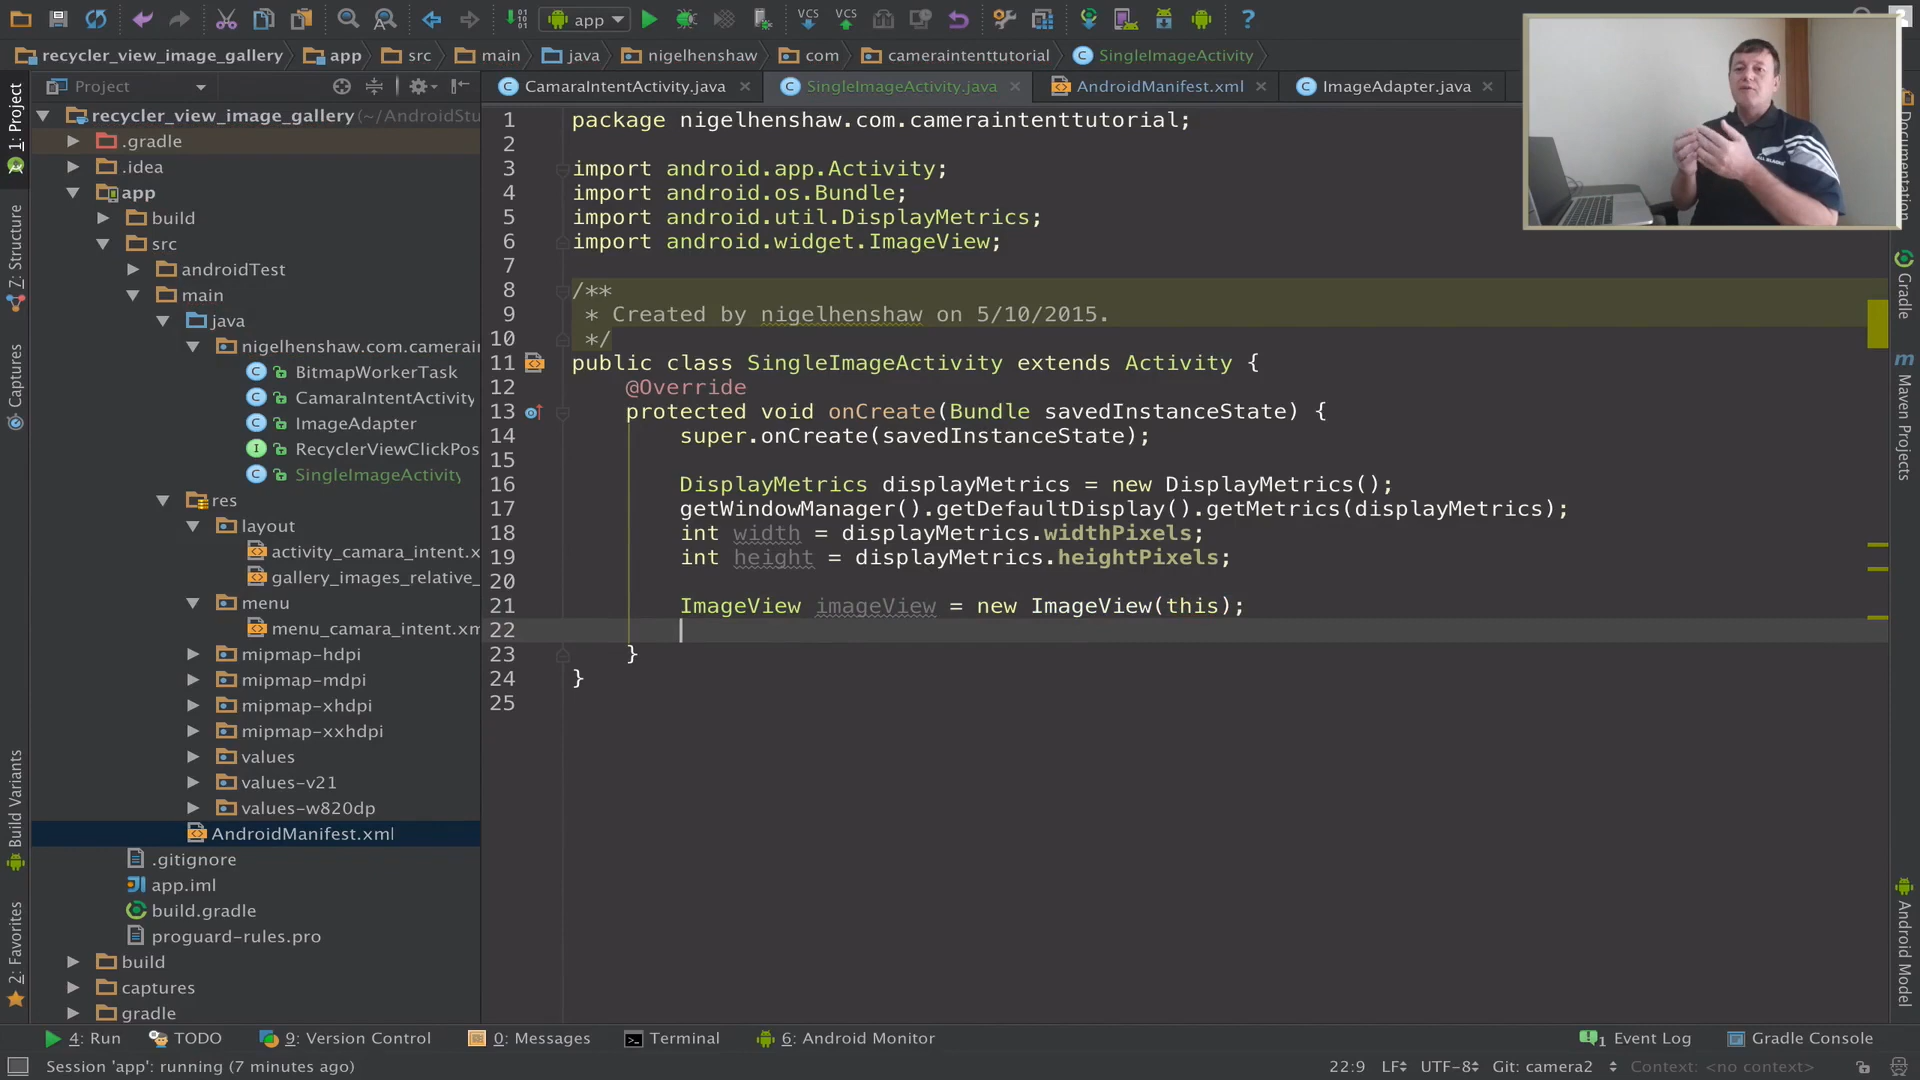 app
recycler_view_image_gallery
app
src
main
java
nigelhenshaw
com
cameraintenttutorial
SingleImageActivity
Project
CamaraIntentActivity.java
SingleImageActivity.java
AndroidManifest.xml
ImageAdapter.java
1: Project
7: Structure
Captures
Build Variants
2: Favorites
recycler_view_image_gallery (~/AndroidStu
.gradle
.idea
app
build
src
androidTest
main
java
nigelhenshaw.com.camerai
BitmapWorkerTask
CamaraIntentActivity
ImageAdapter
RecyclerViewClickPos
SingleImageActivity
res
layout
activity_camara_intent.x
gallery_images_relative_
menu
menu_camara_intent.xm
mipmap-hdpi
mipmap-mdpi
mipmap-xhdpi
mipmap-xxhdpi
values
values-v21
values-w820dp
AndroidManifest.xml
.gitignore
app.iml
build.gradle
proguard-rules.pro
build
captures
gradle
1 package nigelhenshaw.com.cameraintenttutorial;
2
3 import android.app.Activity;
4 import android.os.Bundle;
5 import android.util.DisplayMetrics;
6 import android.widget.ImageView;
7
8 /**
9 * Created by nigelhenshaw on 5/10/2015.
10 */
11 public class SingleImageActivity extends Activity {
12 @Override
13 protected void onCreate(Bundle savedInstanceState) {
14 super.onCreate(savedInstanceState);
15
16 DisplayMetrics displayMetrics = new DisplayMetrics();
17 getWindowManager().getDefaultDisplay().getMetrics(displayMetrics);
18 int width = displayMetrics.widthPixels;
19 int height = displayMetrics.heightPixels;
20
21 ImageView imageView = new ImageView(this);
22
23 }
24 }
25
Documentation
Gradle
Maven Projects
Android Model
4: Run
TODO
9: Version Control
0: Messages
Terminal
6: Android Monitor
1 Event Log
Gradle Console
Session 'app': running (7 minutes ago)
22:9
LF
UTF-8
Git: camera2
Context: <no context>